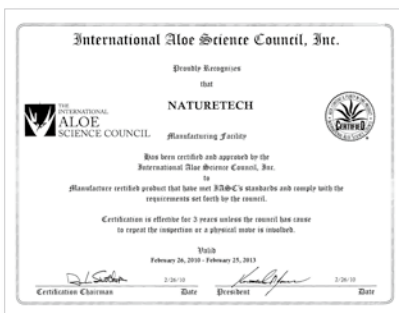 International Aloe Science Council, Inc.
Proudly Recognizes
that
NATURETECH
THE
INTERNATIONAL
ALOE
SCIENCE COUNCIL
Manufacturing Facility
CERTIFIED
Has been certified and approved by the
International Aloe Science Council, Inc.
to
Manufacture certified product that have met IASC's standards and comply with the
requirements set forth by the council.
Certification is effective for 3 years unless the council has cause
to repeat the inspection or a physical move is involved.
Valid
February 26, 2010 - February 25, 2013
2/26/10
2/26/10
Certification Chairman
Date
President
Date